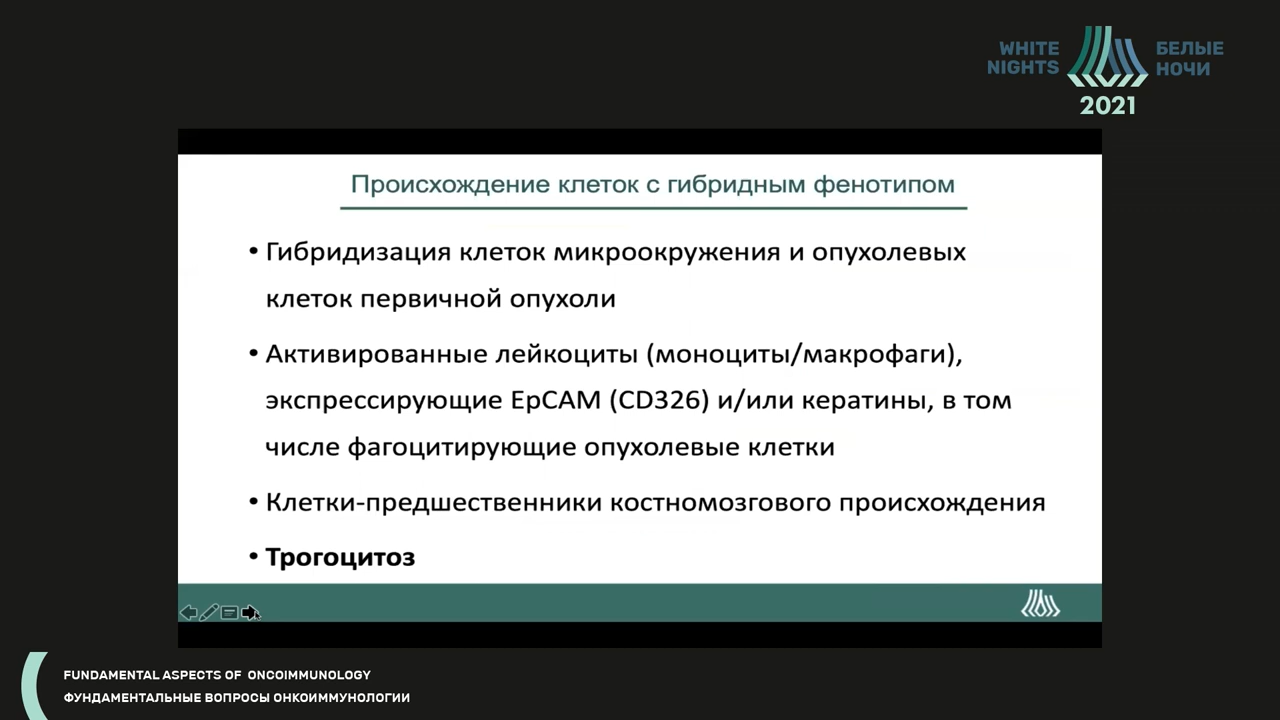 WHITE NIGHTS
БЕЛЫЕ НОЧИ
2021
Происхождение клеток с гибридным фенотипом
• Гибридизация клеток микроокружения и опухолевых
клеток первичной опухоли
• Активированные лейкоциты (моноциты/макрофаги),
экспрессирующие EpCAM (CD326) и/или кератины, в том
числе фагоцитирующие опухолевые клетки
• Клетки-предшественники костномозгового происхождения
• Трогоцитоз
FUNDAMENTAL ASPECTS OF ONCOIMMUNOLOGY
ФУНДАМЕНТАЛЬНЫЕ ВОПРОСЫ ОНКОИММУНОЛОГИИ